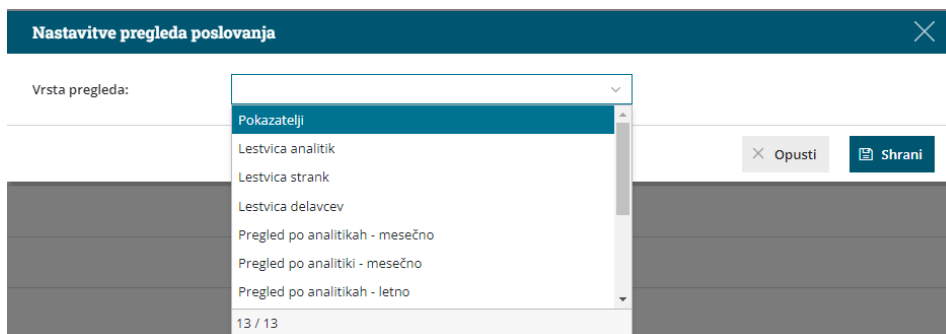 Nastavitve pregleda poslovanja
Vrsta pregleda:
Pokazatelji
Lestvica analitik
Lestvica strank
Lestvica delavcev
Pregled po analitikah - mesečno
Pregled po analitiki - mesečno
Pregled po analitikah - letno
13 / 13
Opusti
Shrani